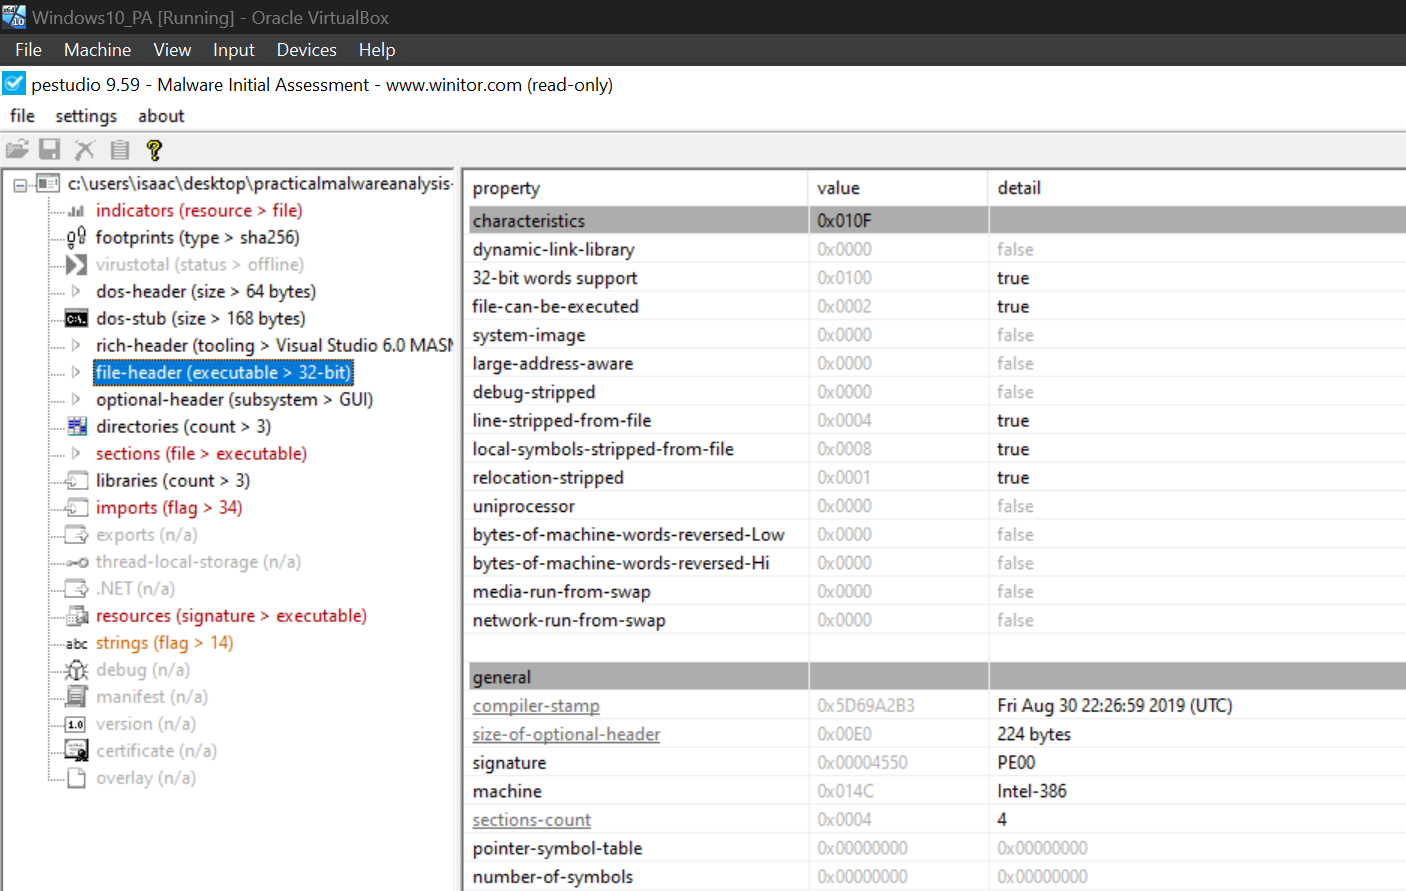 Windows10_PA [Running] - Oracle VirtualBox
File Machine View Input Devices Help
pestudio 9.59 - Malware Initial Assessment - www.winitor.com (read-only)
file settings about
c:\users\isaac\desktop\practicalmalwareanalysis-
indicators (resource > file)
footprints (type > sha256)
virustotal (status > offline)
dos-header (size > 64 bytes)
dos-stub (size > 168 bytes)
rich-header (tooling > Visual Studio 6.0 MASM
file-header (executable > 32-bit)
optional-header (subsystem > GUI)
directories (count > 3)
sections (file > executable)
libraries (count > 3)
imports (flag > 34)
exports (n/a)
thread-local-storage (n/a)
.NET (n/a)
resources (signature > executable)
abc strings (flag > 14)
debug (n/a)
manifest (n/a)
1.0 version (n/a)
certificate (n/a)
overlay (n/a)
property value detail
characteristics 0x010F
dynamic-link-library 0x0000 false
32-bit words support 0x0100 true
file-can-be-executed 0x0002 true
system-image 0x0000 false
large-address-aware 0x0000 false
debug-stripped 0x0000 false
line-stripped-from-file 0x0004 true
local-symbols-stripped-from-file 0x0008 true
relocation-stripped 0x0001 true
uniprocessor 0x0000 false
bytes-of-machine-words-reversed-Low 0x0000 false
bytes-of-machine-words-reversed-Hi 0x0000 false
media-run-from-swap 0x0000 false
network-run-from-swap 0x0000 false
general
compiler-stamp 0x5D69A2B3 Fri Aug 30 22:26:59 2019 (UTC)
size-of-optional-header 0x00E0 224 bytes
signature 0x00004550 PE00
machine 0x014C Intel-386
sections-count 0x0004 4
pointer-symbol-table 0x00000000 0x00000000
number-of-symbols 0x00000000 0x00000000